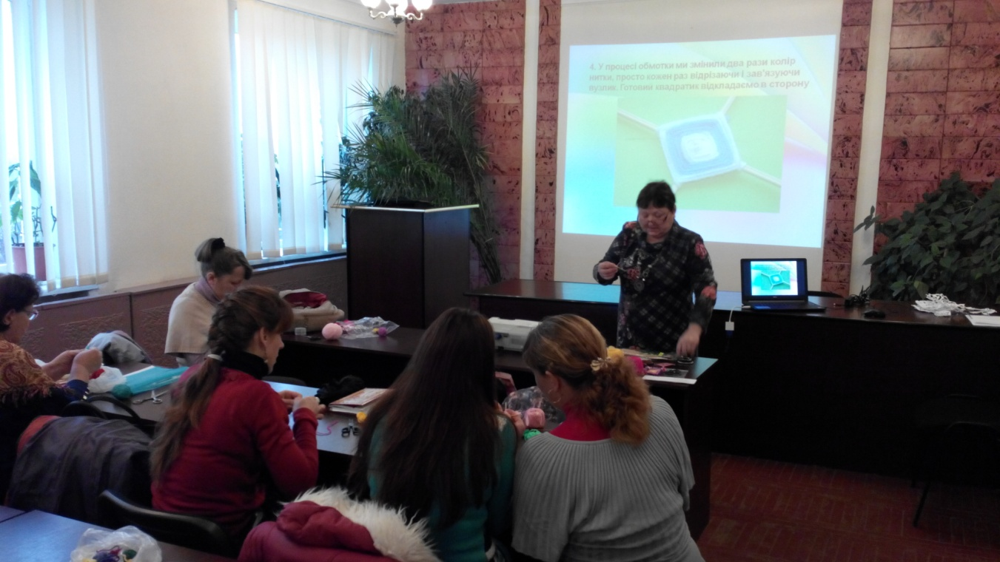 4. У процесі обмотки ми змінили два рази колір
нитки, просто кожен раз відрізаючи і зав'язуючи
вузлик. Готовий квадратик відкладаємо в сторону